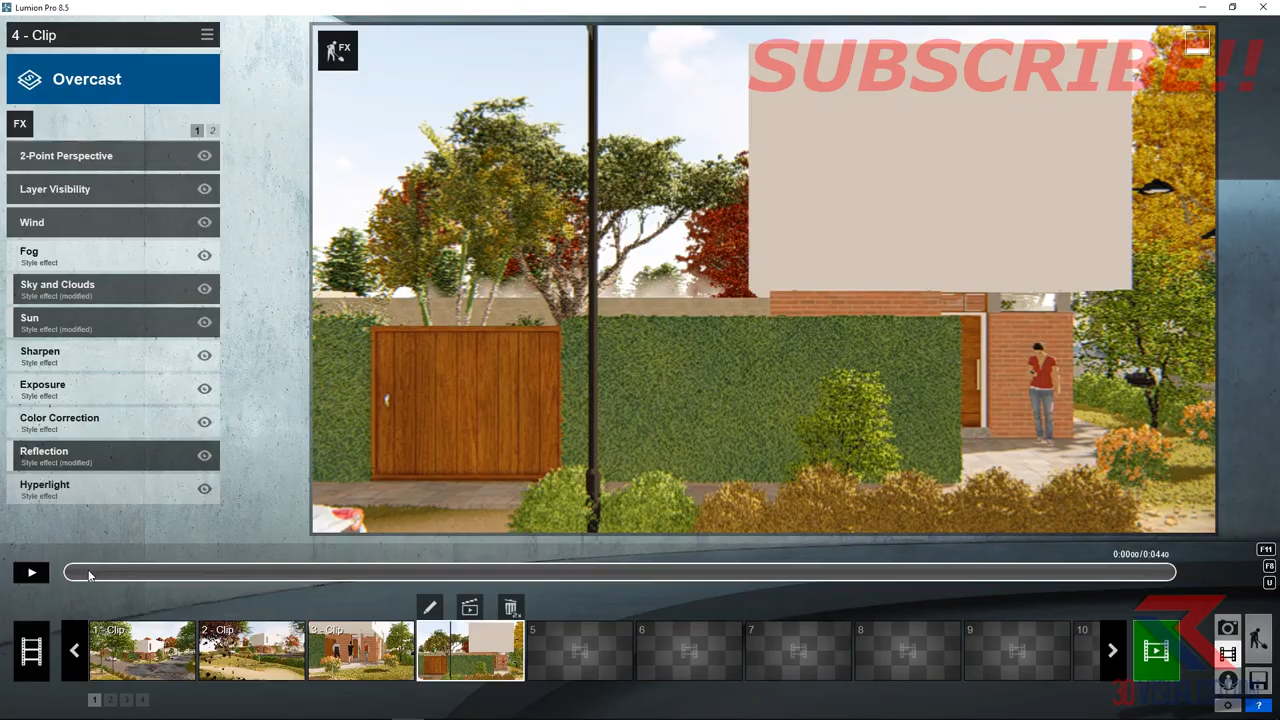 Lumion Pro 8.5
4 - Clip
FX
SUBSCRIBE!!
Overcast
FX
1 2
2-Point Perspective
Layer Visibility
Wind
Fog
Style effect
Sky and Clouds
Style effect (modified)
Sun
Style effect (modified)
Sharpen
Style effect
Exposure
Style effect
Color Correction
Style effect
Reflection
Style effect (modified)
Hyperlight
Style effect
0:0000/0:0440
F11
F8
U
2x
1 - Clip
2 - Clip
3 - Clip
4 - Clip
5
6
7
8
9
10
1 2 3 4
?